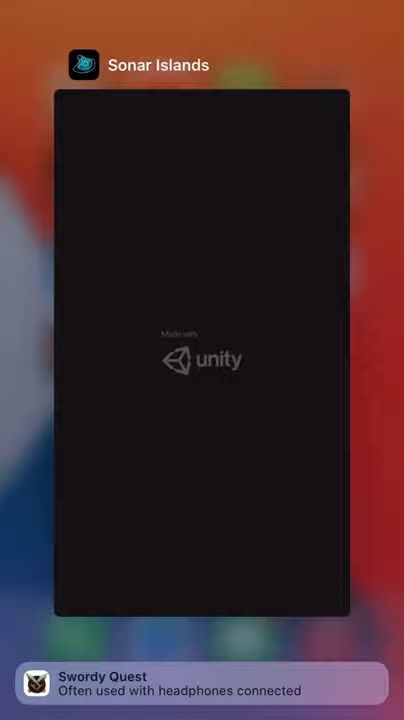 Sonar Islands
Made with
unity
Swordy Quest
Often used with headphones connected